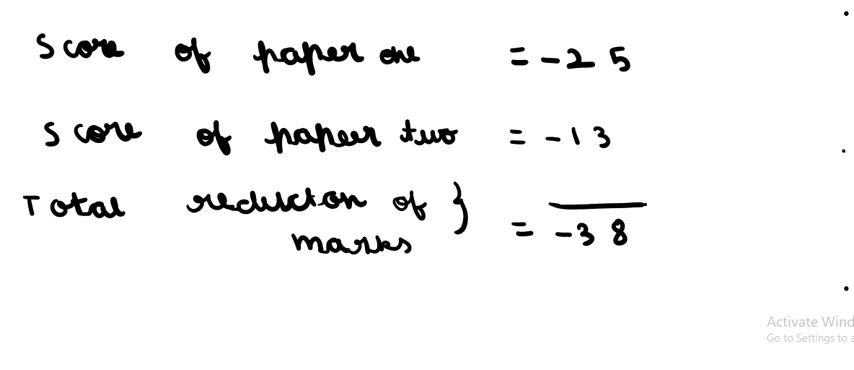 Score of paper one = -25
Score of paper two = -13
Total reduction of }
marks = -38
Activate Wind
Go to Settings to a